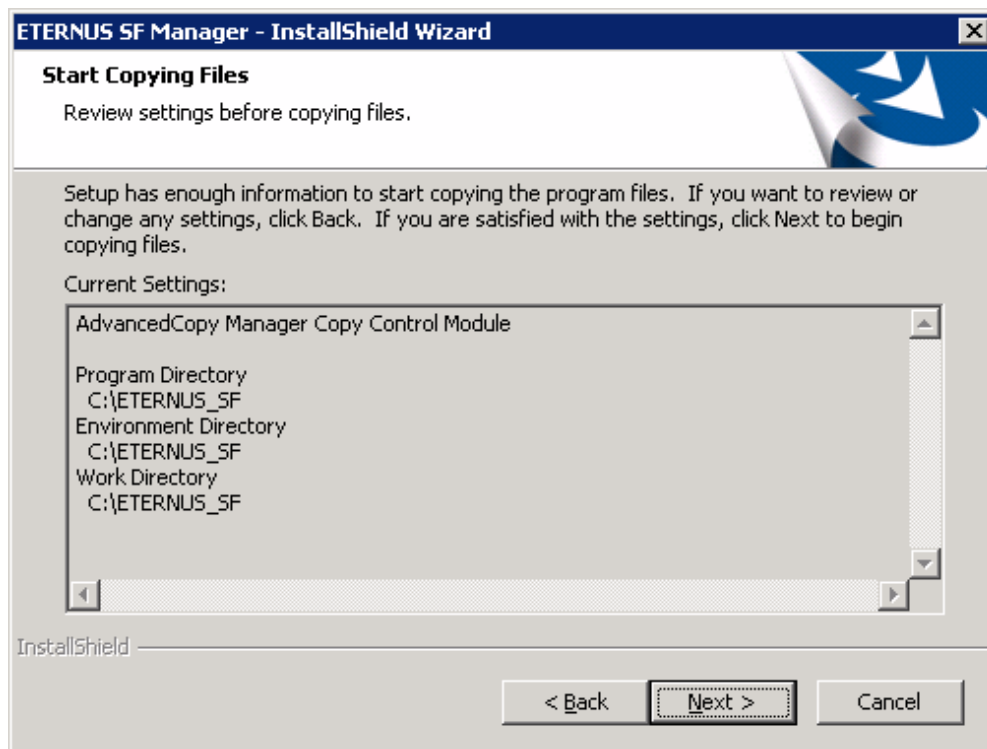 ETERNUS SF Manager - InstallShield Wizard
Start Copying Files
Review settings before copying files.
Setup has enough information to start copying the program files. If you want to review or
change any settings, click Back. If you are satisfied with the settings, click Next to begin
copying files.
Current Settings:
AdvancedCopy Manager Copy Control Module
Program Directory
C:\ETERNUS_SF
Environment Directory
C:\ETERNUS_SF
Work Directory
C:\ETERNUS_SF
InstallShield
< Back
Next >
Cancel